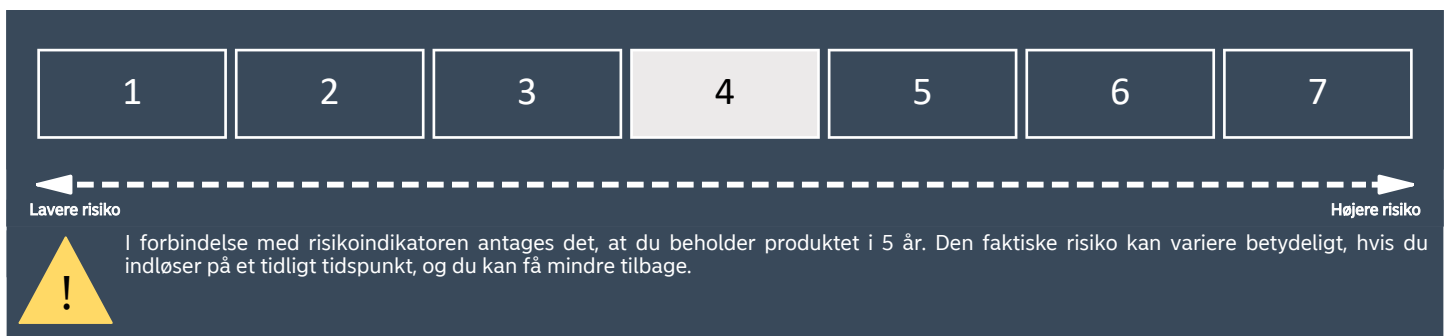 1 2 3 4 5 6 7
Lavere risiko Højere risiko
I forbindelse med risikoindikatoren antages det, at du beholder produktet i 5 år. Den faktiske risiko kan variere betydeligt, hvis du
indløser på et tidligt tidspunkt, og du kan få mindre tilbage.
!